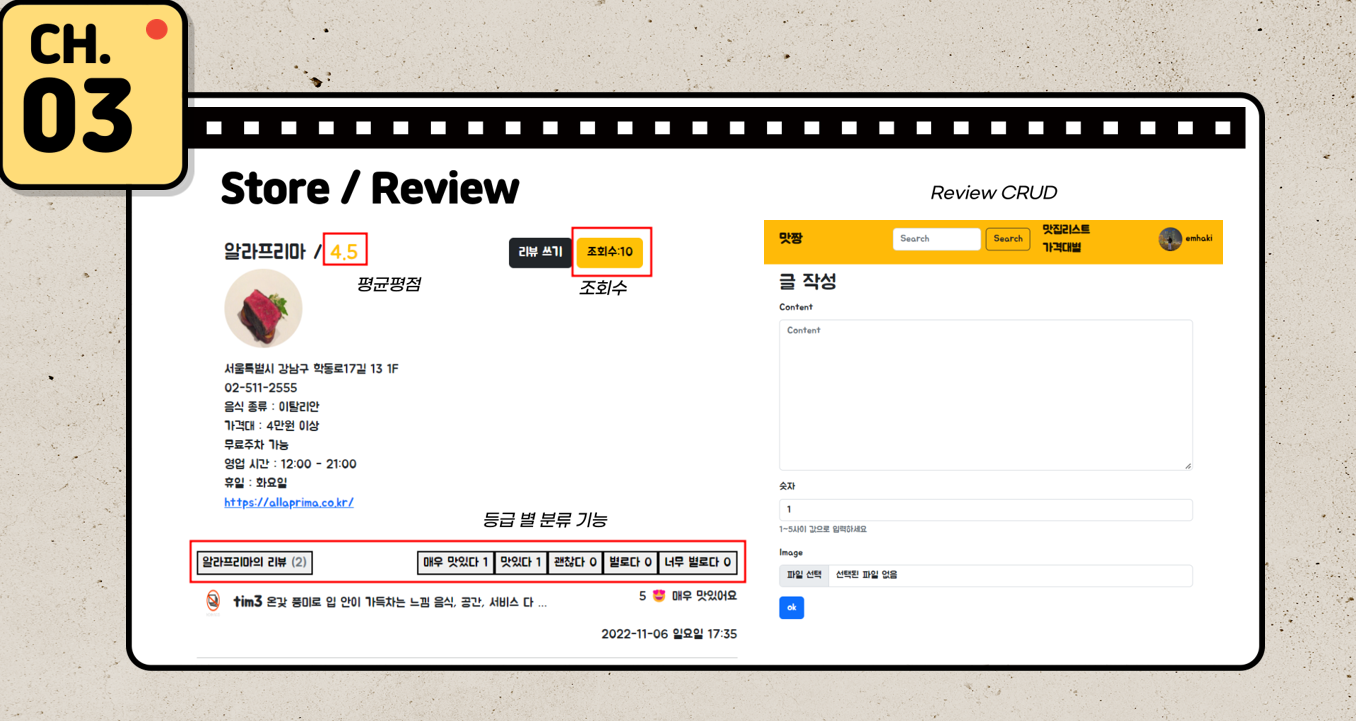 CH.
03
Store / Review
알라프리마 / 4.5
평균평점
리뷰 쓰기
조회수:10
조회수
서울특별시 강남구 학동로17길 13 1F
02-511-2555
음식 종류 : 이탈리안
가격대 : 4만원 이상
무료주차 가능
영업 시간 : 12:00 - 21:00
휴일 : 화요일
https://allaprima.co.kr/
등급 별 분류 기능
알라프리마의 리뷰 (2)
매우 맛있다 1 맛있다 1 괜찮다 0 별로다 0 너무 별로다 0
tim3 온갖 풍미로 입 안이 가득차는 느낌 음식, 공간, 서비스 다 ...
5 😍 매우 맛있어요
2022-11-06 일요일 17:35
Review CRUD
맛짱
Search
Search
맛집리스트
가격대별
emhaki
글 작성
Content
Content
숫자
1
1~5사이 값으로 입력하세요
Image
파일 선택 선택된 파일 없음
ok